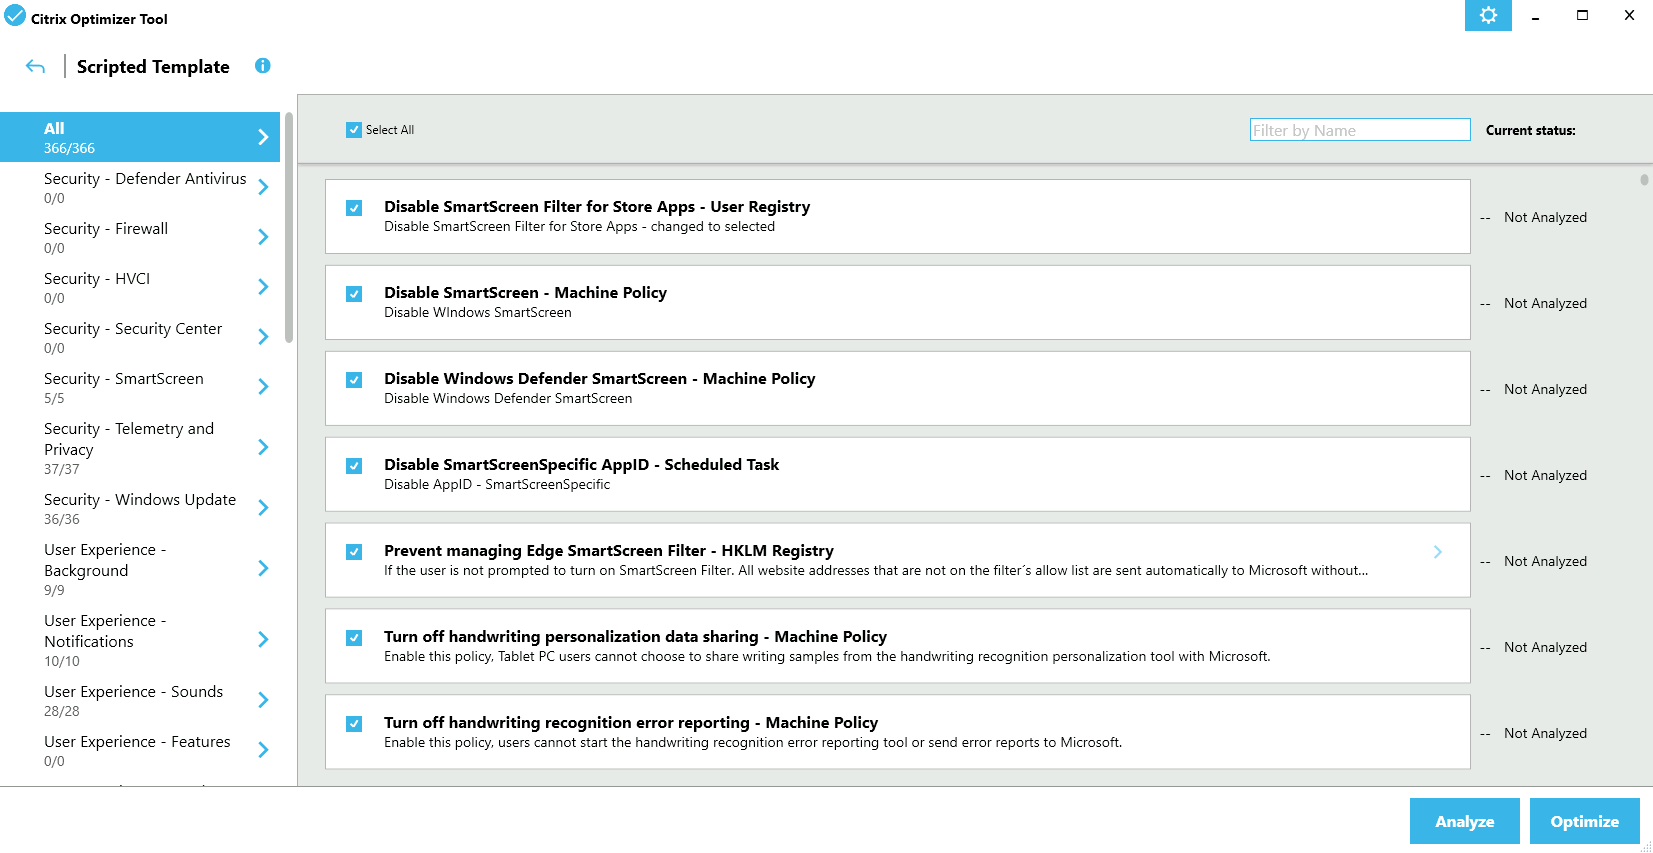 Citrix Optimizer Tool
Scripted Template
All
366/366
Security - Defender Antivirus
0/0
Security - Firewall
0/0
Security - HVCI
0/0
Security - Security Center
0/0
Security - SmartScreen
5/5
Security - Telemetry and
Privacy
37/37
Security - Windows Update
36/36
User Experience -
Background
9/9
User Experience -
Notifications
10/10
User Experience - Sounds
28/28
User Experience - Features
0/0
Select All
Filter by Name
Current status:
Disable SmartScreen Filter for Store Apps - User Registry
Disable SmartScreen Filter for Store Apps - changed to selected
-- Not Analyzed
Disable SmartScreen - Machine Policy
Disable WIndows SmartScreen
-- Not Analyzed
Disable Windows Defender SmartScreen - Machine Policy
Disable Windows Defender SmartScreen
-- Not Analyzed
Disable SmartScreenSpecific AppID - Scheduled Task
Disable AppID - SmartScreenSpecific
-- Not Analyzed
Prevent managing Edge SmartScreen Filter - HKLM Registry
If the user is not prompted to turn on SmartScreen Filter. All website addresses that are not on the filter´s allow list are sent automatically to Microsoft without...
-- Not Analyzed
Turn off handwriting personalization data sharing - Machine Policy
Enable this policy, Tablet PC users cannot choose to share writing samples from the handwriting recognition personalization tool with Microsoft.
-- Not Analyzed
Turn off handwriting recognition error reporting - Machine Policy
Enable this policy, users cannot start the handwriting recognition error reporting tool or send error reports to Microsoft.
-- Not Analyzed
Analyze
Optimize